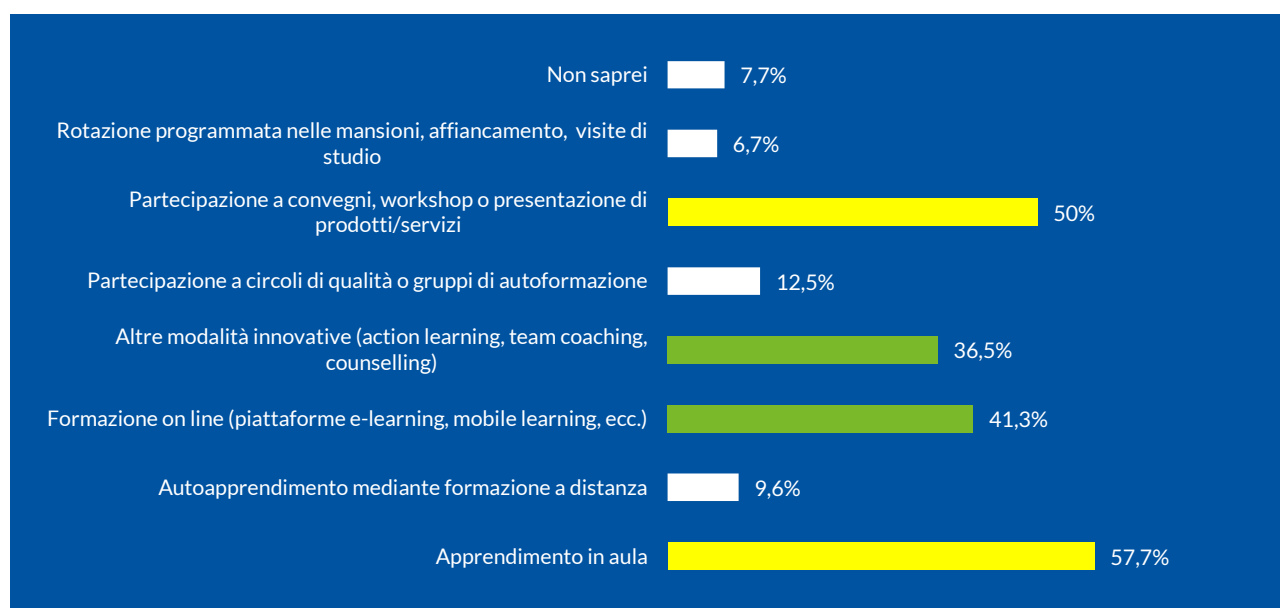 Non saprei
7,7%
Rotazione programmata nelle mansioni, affiancamento, visite di
studio
6,7%
Partecipazione a convegni, workshop o presentazione di
prodotti/servizi
50%
Partecipazione a circoli di qualità o gruppi di autoformazione
12,5%
Altre modalità innovative (action learning, team coaching,
counselling)
36,5%
Formazione on line (piattaforme e-learning, mobile learning, ecc.)
41,3%
Autoapprendimento mediante formazione a distanza
9,6%
Apprendimento in aula
57,7%